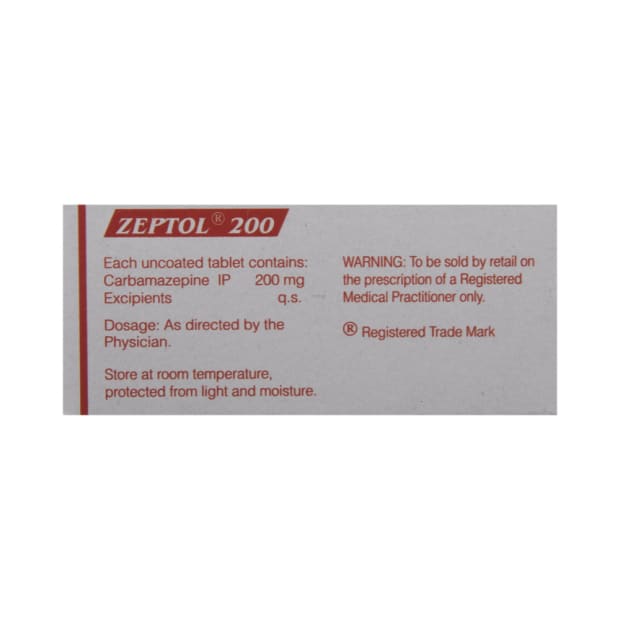 ZEPTOL® 200
Each uncoated tablet contains:
Carbamazepine IP 200 mg
Excipients q.s.
Dosage: As directed by the
Physician.
Store at room temperature,
protected from light and moisture.
WARNING: To be sold by retail on
the prescription of a Registered
Medical Practitioner only.
® Registered Trade Mark